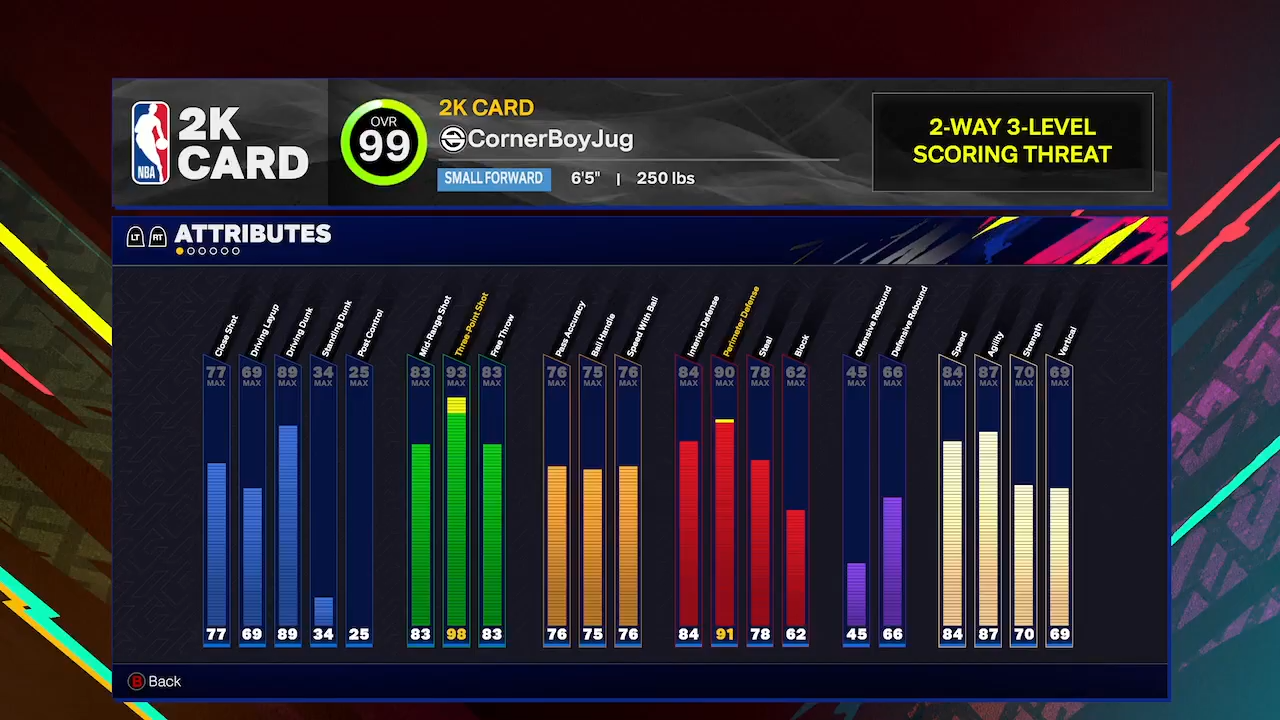 NBA
2K
CARD
OVR
99
2K CARD
CornerBoyJug
SMALL FORWARD 6'5" | 250 lbs
2-WAY 3-LEVEL
SCORING THREAT
LT RT ATTRIBUTES
Close Shot Driving Layup Driving Dunk Standing Dunk Post Control Mid-Range Shot Three-Point Shot Free Throw Pass Accuracy Ball Handle Speed With Ball Interior Defense Perimeter Defense Steal Block Offensive Rebound Defensive Rebound Speed Agility Strength Vertical
77 69 89 34 25 83 93 83 76 75 76 84 90 78 62 45 66 84 87 70 69
MAX MAX MAX MAX MAX MAX MAX MAX MAX MAX MAX MAX MAX MAX MAX MAX MAX MAX MAX MAX MAX
77 69 89 34 25 83 98 83 76 75 76 84 91 78 62 45 66 84 87 70 69
B Back